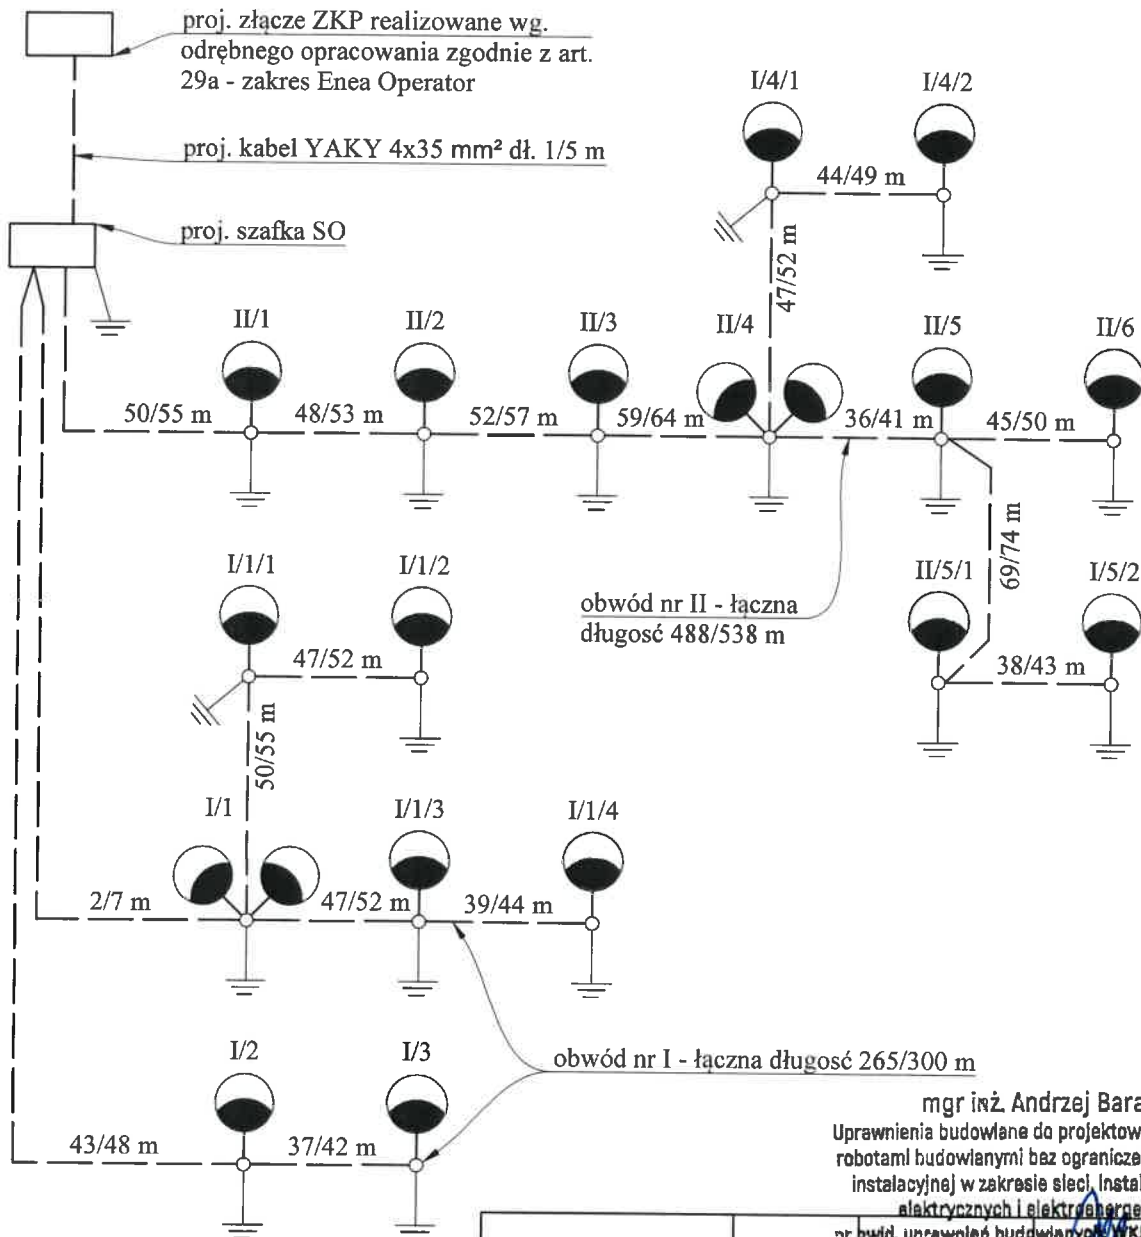 proj. złącze ZKP realizowane wg.
odrębnego opracowania zgodnie z art.
29a - zakres Enea Operator
proj. kabel YAKY 4x35 mm² dł. 1/5 m
proj. szafka SO
I/4/1
I/4/2
44/49 m
47/52 m
II/1
II/2
II/3
II/4
II/5
II/6
50/55 m
48/53 m
52/57 m
59/64 m
36/41 m
45/50 m
69/74 m
I/1/1
I/1/2
II/5/1
I/5/2
obwód nr II - łączna
długosć 488/538 m
47/52 m
38/43 m
50/55 m
I/1
I/1/3
I/1/4
2/7 m
47/52 m
39/44 m
I/2
I/3
obwód nr I - łączna długosć 265/300 m
43/48 m
37/42 m
mgr inż. Andrzej Bara
Uprawnienia budowlane do projektow
robotami budowlanymi bez ogranicze
instalacyjnej w zakresie sieci, insta
elektrycznych i elektroenerge
nr ewid. uprawnień budowlanych WK